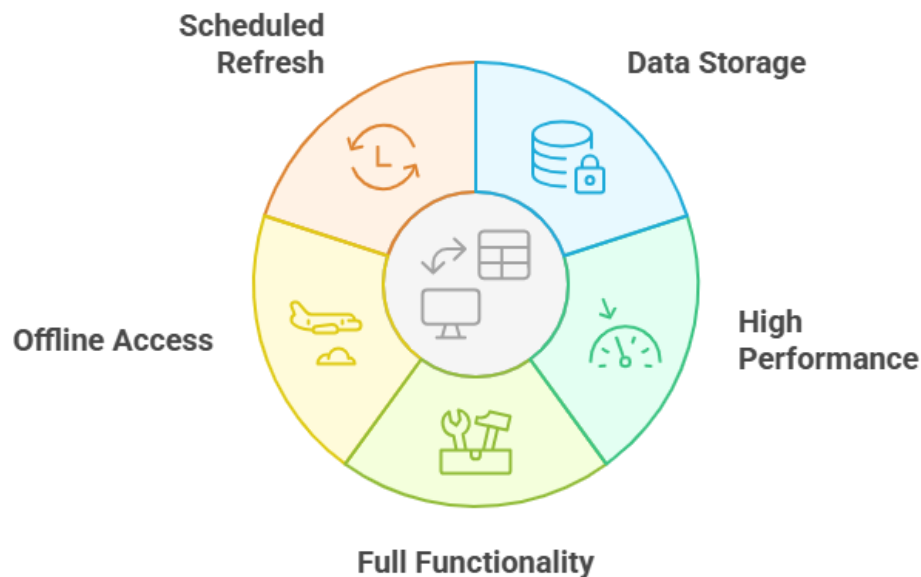 Scheduled
Refresh
Data Storage
Offline Access
High
Performance
Full Functionality